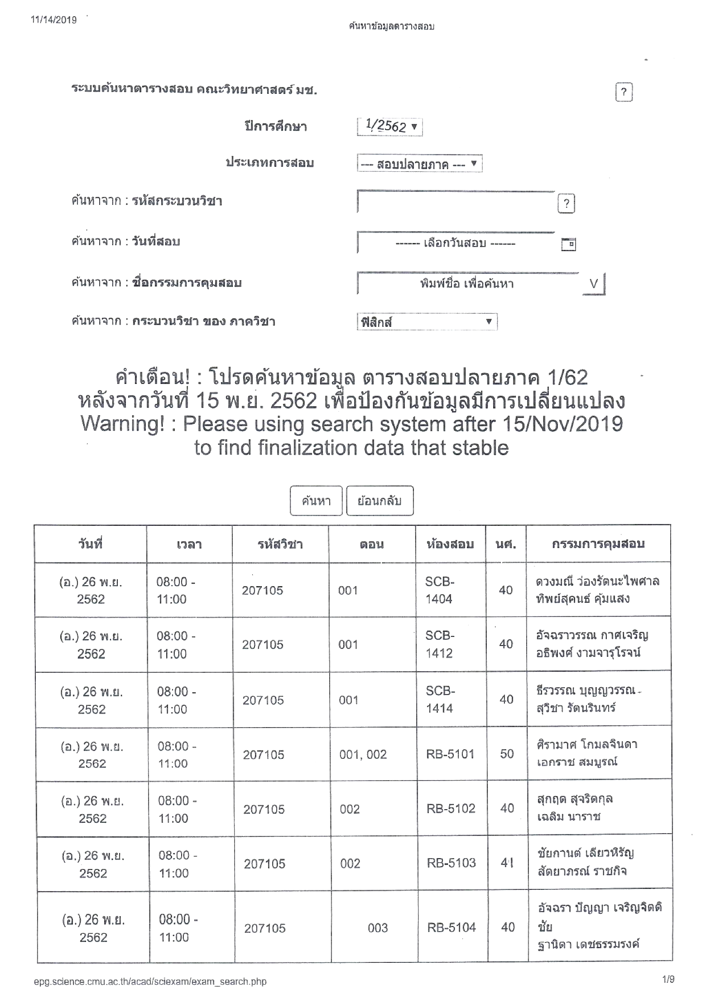 11/14/2019
ค้นหาข้อมูลตารางสอบ
ระบบค้นหาตารางสอบ คณะวิทยาศาสตร์ มช.
?
ปีการศึกษา 1/2562 ▼
ประเภทการสอบ --- สอบปลายภาค --- ▼
ค้นหาจาก : รหัสกระบวนวิชา ?
ค้นหาจาก : วันที่สอบ ------ เลือกวันสอบ ------
ค้นหาจาก : ชื่อกรรมการคุมสอบ พิมพ์ชื่อ เพื่อค้นหา V
ค้นหาจาก : กระบวนวิชา ของ ภาควิชา ฟิสิกส์ ▼
คำเตือน! : โปรดค้นหาข้อมูล ตารางสอบปลายภาค 1/62
หลังจากวันที่ 15 พ.ย. 2562 เพื่อป้องกันข้อมูลมีการเปลี่ยนแปลง
Warning! : Please using search system after 15/Nov/2019
to find finalization data that stable
ค้นหา ย้อนกลับ
วันที่ เวลา รหัสวิชา ตอน ห้องสอบ นศ. กรรมการคุมสอบ
(อ.) 26 พ.ย. 08:00 - 207105 001 SCB- 40 ดวงมณี ว่องรัตนะไพศาล
2562 11:00 1404 ทิพย์สุคนธ์ คุ้มแสง
(อ.) 26 พ.ย. 08:00 - 207105 001 SCB- 40 อัจฉราวรรณ กาศเจริญ
2562 11:00 1412 อธิพงศ์ งามจารุโรจน์
(อ.) 26 พ.ย. 08:00 - 207105 001 SCB- 40 ธีรวรรณ บุญญวรรณ
2562 11:00 1414 สุวิชา รัตนรินทร์
(อ.) 26 พ.ย. 08:00 - 207105 001, 002 RB-5101 50 ศิรามาศ โกมลจินดา
2562 11:00 เอกราช สมบูรณ์
(อ.) 26 พ.ย. 08:00 - 207105 002 RB-5102 40 สุกฤต สุจริตกุล
2562 11:00 เฉลิม นาราช
(อ.) 26 พ.ย. 08:00 - 207105 002 RB-5103 41 ชัยกานต์ เลียวหิรัญ
2562 11:00 สัตยาภรณ์ ราชกิจ
(อ.) 26 พ.ย. 08:00 - 207105 003 RB-5104 40 อัจฉรา ปัญญา เจริญจิตติ
2562 11:00 ชัย
ฐานิตา เดชธรรมรงค์
epg.science.cmu.ac.th/acad/sciexam/exam_search.php
1/9